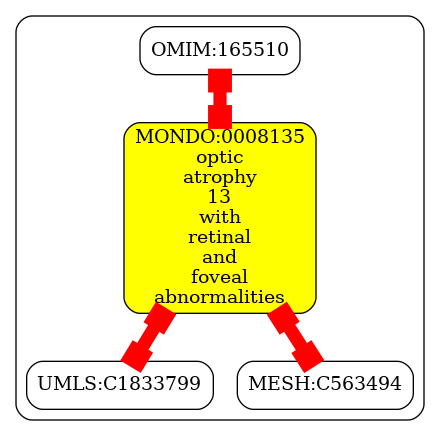 OMIM:165510
MONDO:0008135
optic
atrophy
13
with
retinal
and
foveal
abnormalities
UMLS:C1833799
MESH:C563494